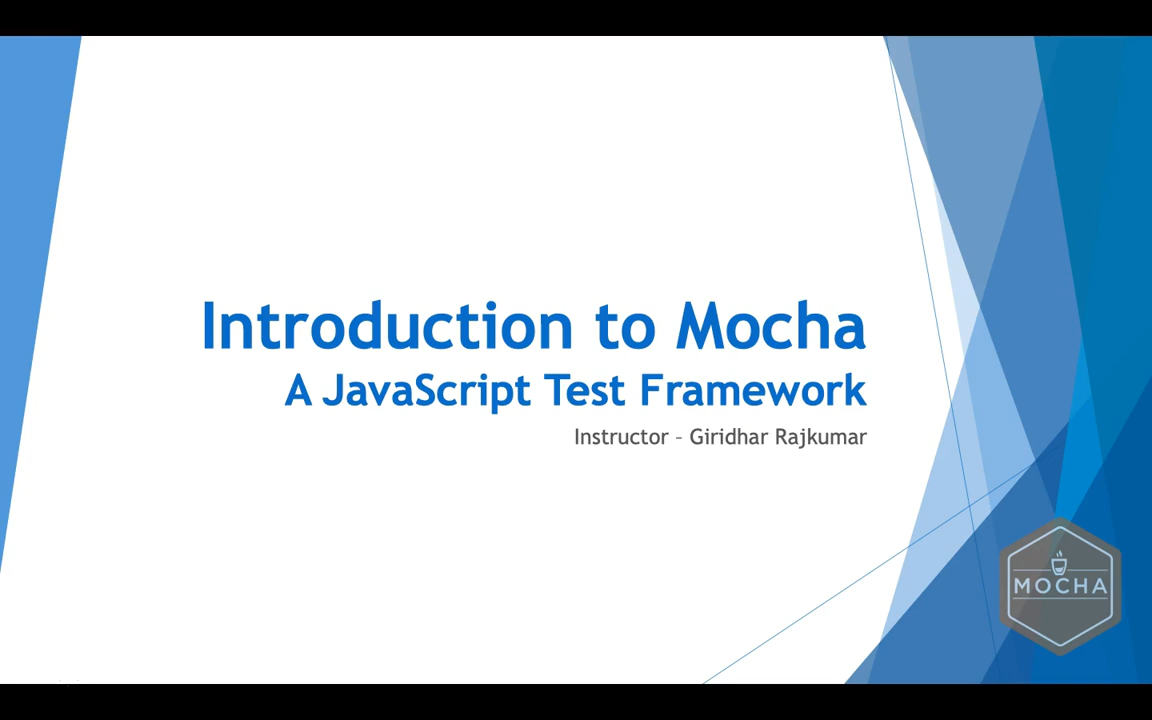 Introduction to Mocha
A JavaScript Test Framework
Instructor – Giridhar Rajkumar
MOCHA